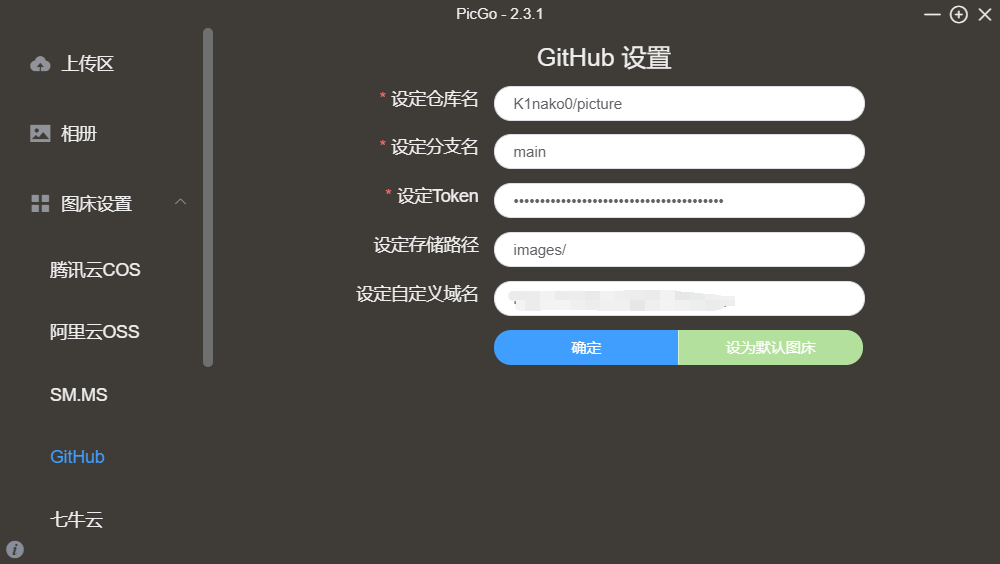 PicGo - 2.3.1
上传区
相册
图床设置
腾讯云COS
阿里云OSS
SM.MS
GitHub
七牛云
GitHub 设置
* 设定仓库名 K1nako0/picture
* 设定分支名 main
* 设定Token ••••••••••••••••••••••••••••••••••••••••
设定存储路径 images/
设定自定义域名
确定 设为默认图床